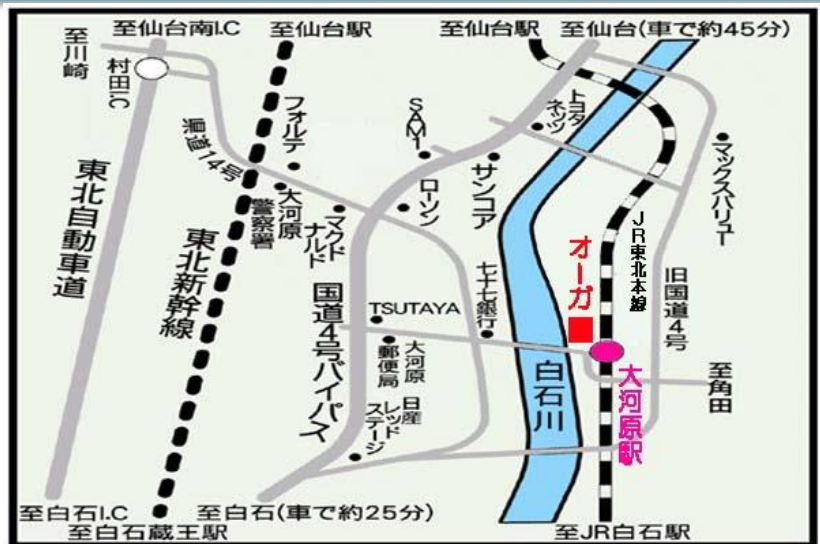 至仙台南I.C
至仙台駅
至仙台駅
至仙台(車で約45分)
至川崎
村田I.C
県道14号
フォルテ
SAM1
トヨタ
ネッツ
マックスバリュー
東北自動車道
大河原
警察署
マクド
ナルド
ローソン
サンコア
JR東北本線
東北新幹線
国道4号バイパス
TSUTAYA
七十七銀行
オーガ
旧国道4号
大河原
郵便局
日産
レッド
ステージ
白石川
大河原駅
至角田
至白石I.C
至白石蔵王駅
至白石(車で約25分)
至JR白石駅